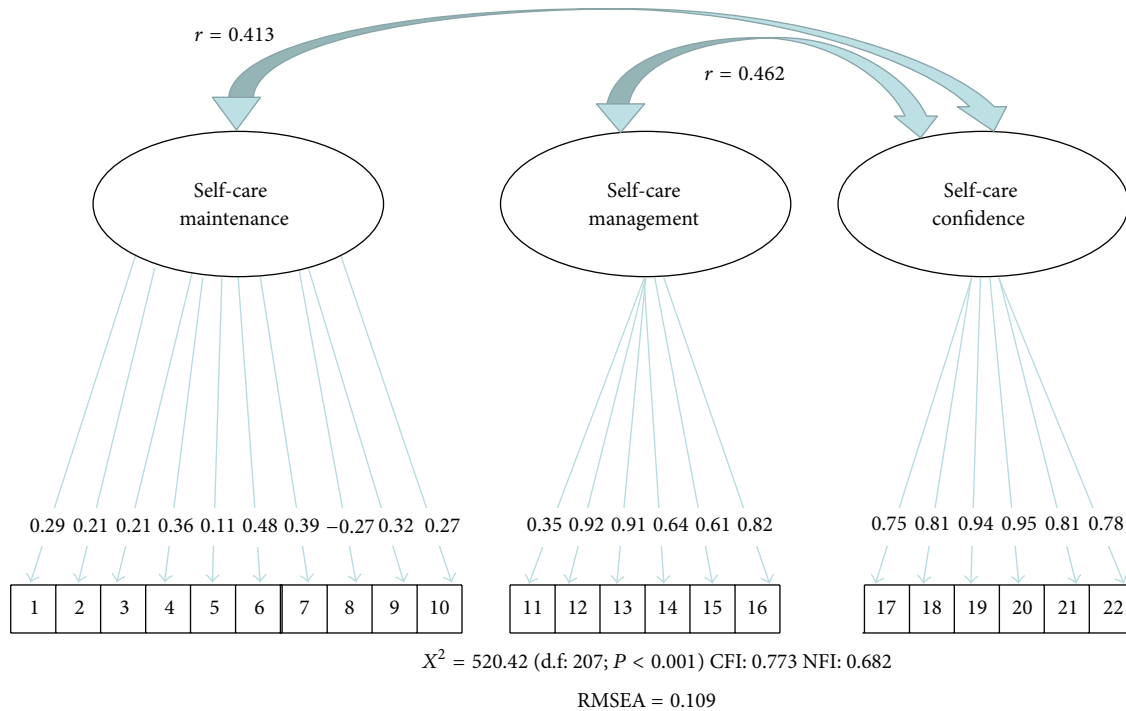 r = 0.413
r = 0.462
Self-care
maintenance
Self-care
management
Self-care
confidence
0.29 0.21 0.21 0.36 0.11 0.48 0.39 −0.27 0.32 0.27
0.35 0.92 0.91 0.64 0.61 0.82
0.75 0.81 0.94 0.95 0.81 0.78
1 2 3 4 5 6 7 8 9 10
11 12 13 14 15 16
17 18 19 20 21 22
X² = 520.42 (d.f: 207; P < 0.001) CFI: 0.773 NFI: 0.682
RMSEA = 0.109